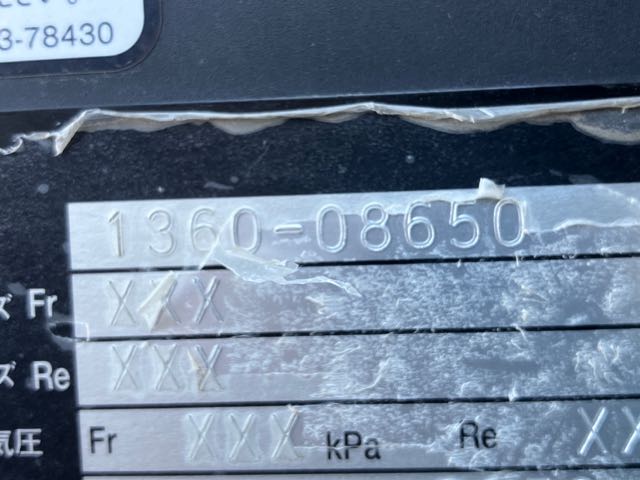 3-78430
1360-08650
ズ Fr XXX
ズ Re XXX
気圧 Fr XXX kPa Re XX